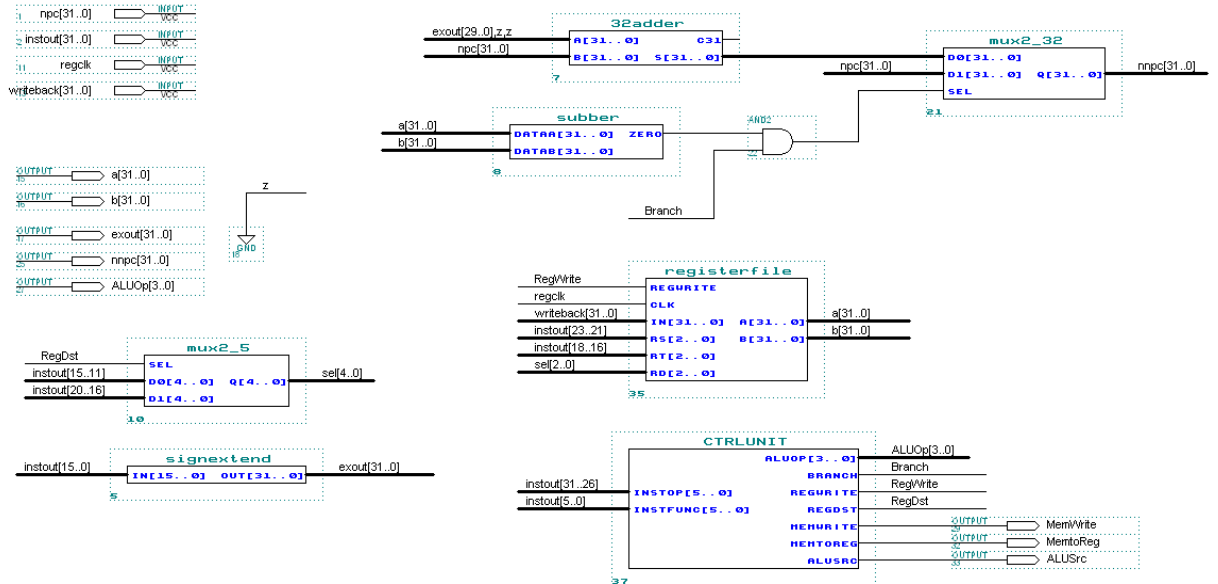 npc[31..0] INPUT VCC
instout[31..0] INPUT VCC
regclk INPUT VCC
11
writeback[31..0] INPUT VCC
OUTPUT a[31..0]
OUTPUT b[31..0]
OUTPUT exout[31..0]
OUTPUT nnpc[31..0]
OUTPUT ALUOp[3..0]
z
GND
32adder
exout[29..0],z,z A[31..0] C31
npc[31..0] B[31..0] S[31..0]
7
mux2_32
D0[31..0]
npc[31..0] D1[31..0] Q[31..0] nnpc[31..0]
SEL
21
subber
a[31..0] DATAA[31..0] ZERO
b[31..0] DATAB[31..0]
8
AND2
Branch
registerfile
RegWrite REGWRITE
regclk CLK
writeback[31..0] IN[31..0] A[31..0] a[31..0]
instout[23..21] RS[2..0] B[31..0] b[31..0]
instout[18..16] RT[2..0]
sel[2..0] RD[2..0]
35
mux2_5
RegDst SEL
instout[15..11] D0[4..0] Q[4..0] sel[4..0]
instout[20..16] D1[4..0]
10
signextend
instout[15..0] IN[15..0] OUT[31..0] exout[31..0]
5
CTRLUNIT
ALUOP[3..0] ALUOp[3..0]
BRANCH Branch
instout[31..26] INSTOP[5..0] REGWRITE RegWrite
instout[5..0] INSTFUNC[5..0] REGDST RegDst
MEMWRITE OUTPUT MemWrite
MEMTOREG OUTPUT MemtoReg
ALUSRC OUTPUT ALUSrc
37